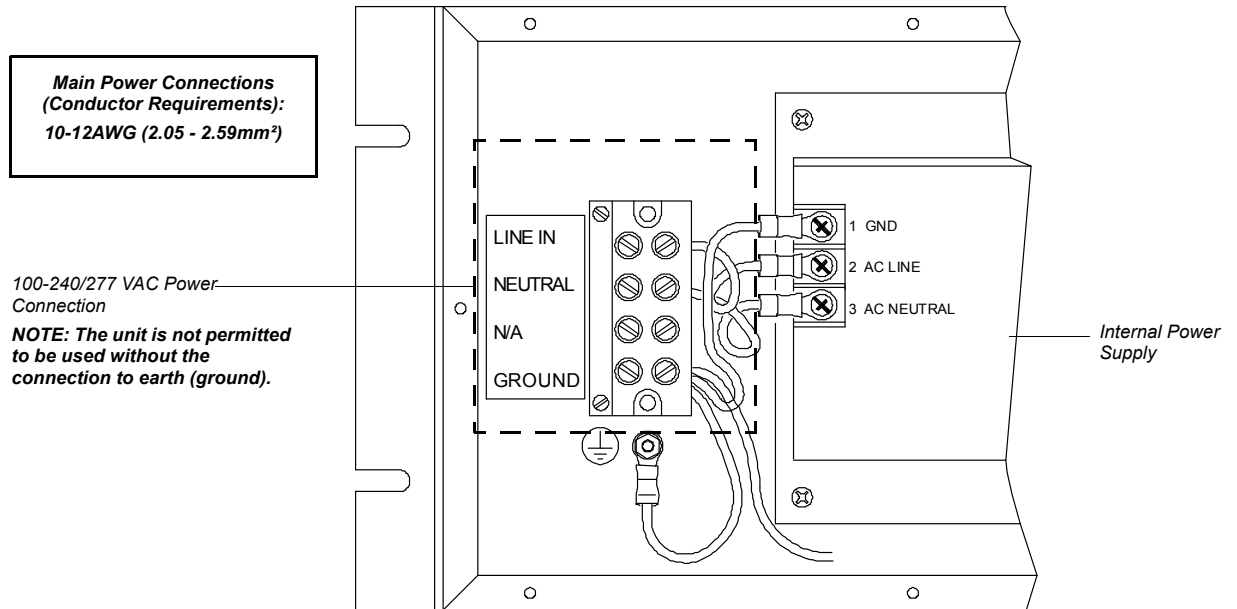 Main Power Connections
(Conductor Requirements):
10-12AWG (2.05 - 2.59mm²)
100-240/277 VAC Power
Connection
NOTE: The unit is not permitted
to be used without the
connection to earth (ground).
LINE IN
NEUTRAL
N/A
GROUND
1 GND
2 AC LINE
3 AC NEUTRAL
Internal Power
Supply